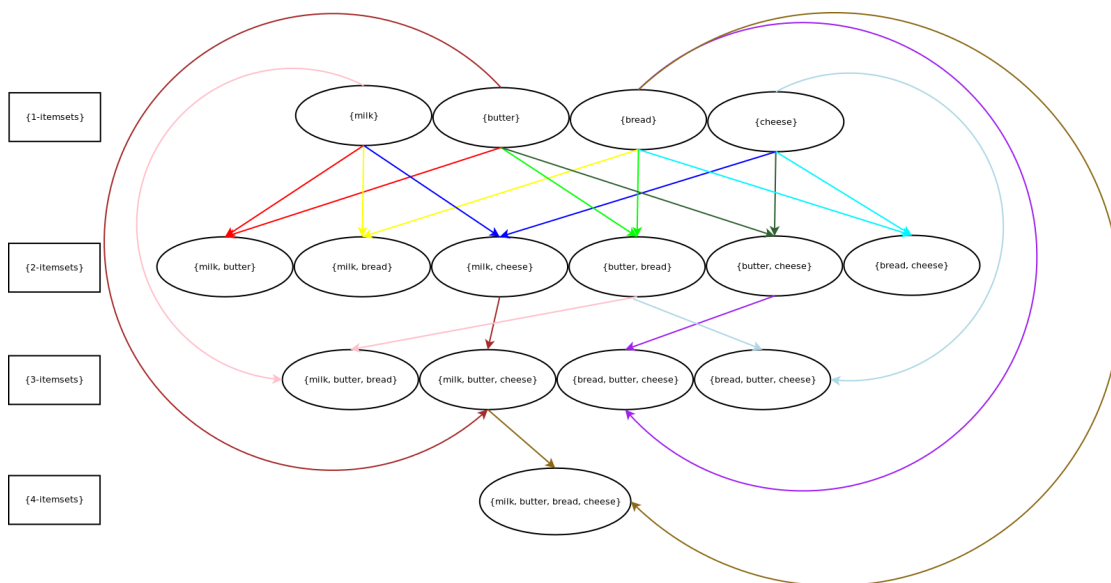 {1-itemsets}
{milk}
{butter}
{bread}
{cheese}
{2-itemsets}
{milk, butter}
{milk, bread}
{milk, cheese}
{butter, bread}
{butter, cheese}
{bread, cheese}
{3-itemsets}
{milk, butter, bread}
{milk, butter, cheese}
{bread, butter, cheese}
{bread, butter, cheese}
{4-itemsets}
{milk, butter, bread, cheese}